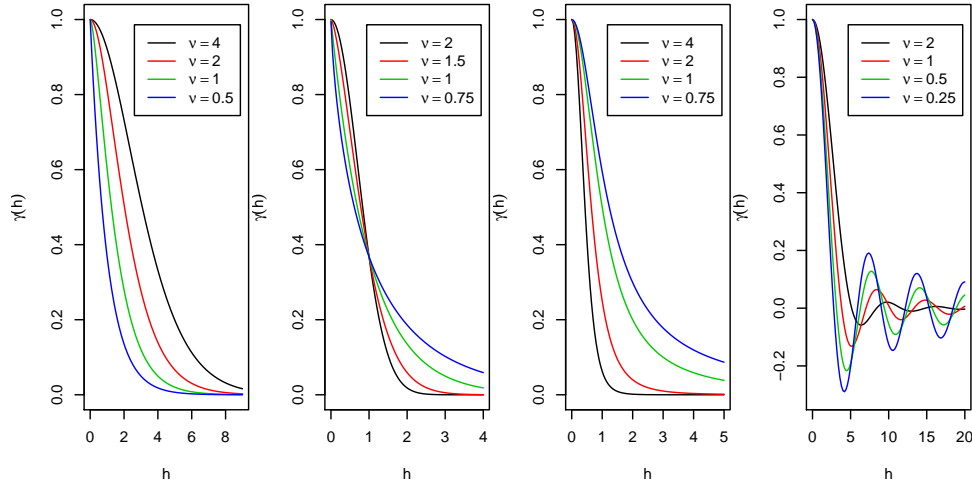 ν = 4
ν = 2
ν = 1
ν = 0.5
1.0
0.8
0.6
0.4
0.2
0.0
γ(h)
0 2 4 6 8
h
ν = 2
ν = 1.5
ν = 1
ν = 0.75
1.0
0.8
0.6
0.4
0.2
0.0
γ(h)
0 1 2 3 4
h
ν = 4
ν = 2
ν = 1
ν = 0.75
1.0
0.8
0.6
0.4
0.2
0.0
γ(h)
0 1 2 3 4 5
h
ν = 2
ν = 1
ν = 0.5
ν = 0.25
1.0
0.8
0.6
0.4
0.2
0.0
-0.2
γ(h)
0 5 10 15 20
h